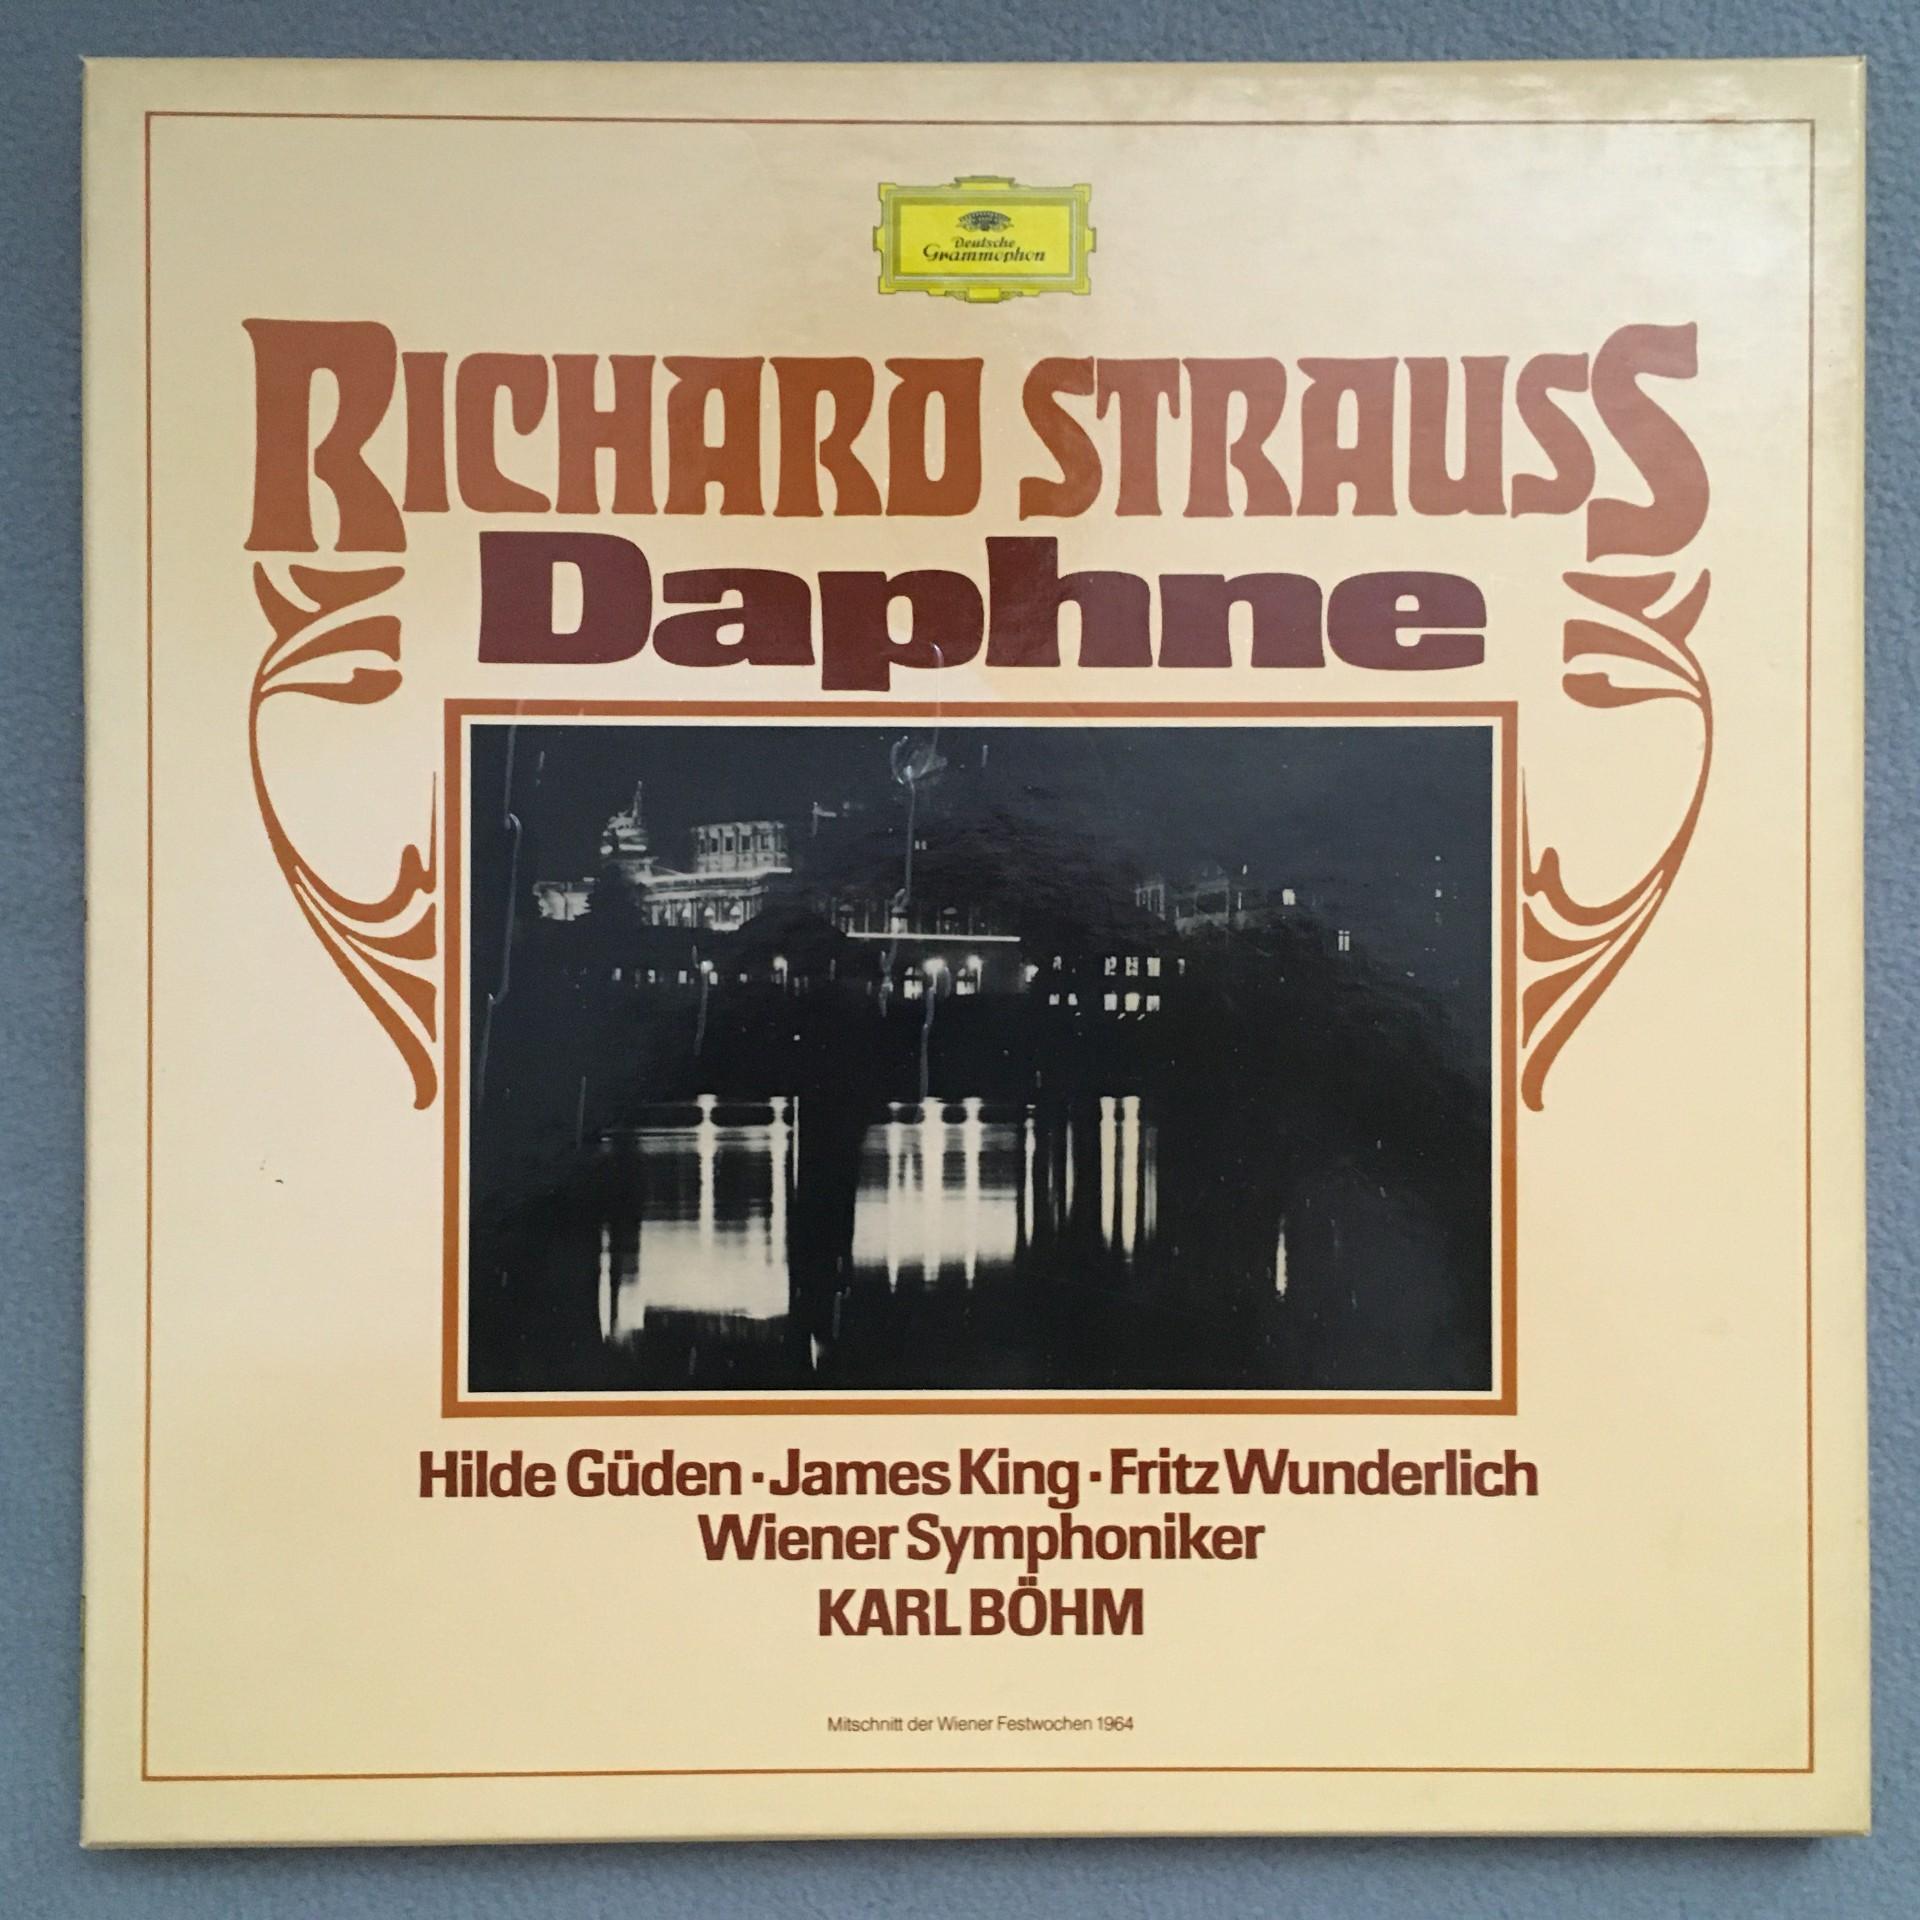 Deutsche
Grammophon
RICHARD STRAUSS
Daphne
Hilde Güden · James King · Fritz Wunderlich
Wiener Symphoniker
KARL BÖHM
Mitschnitt der Wiener Festwochen 1964